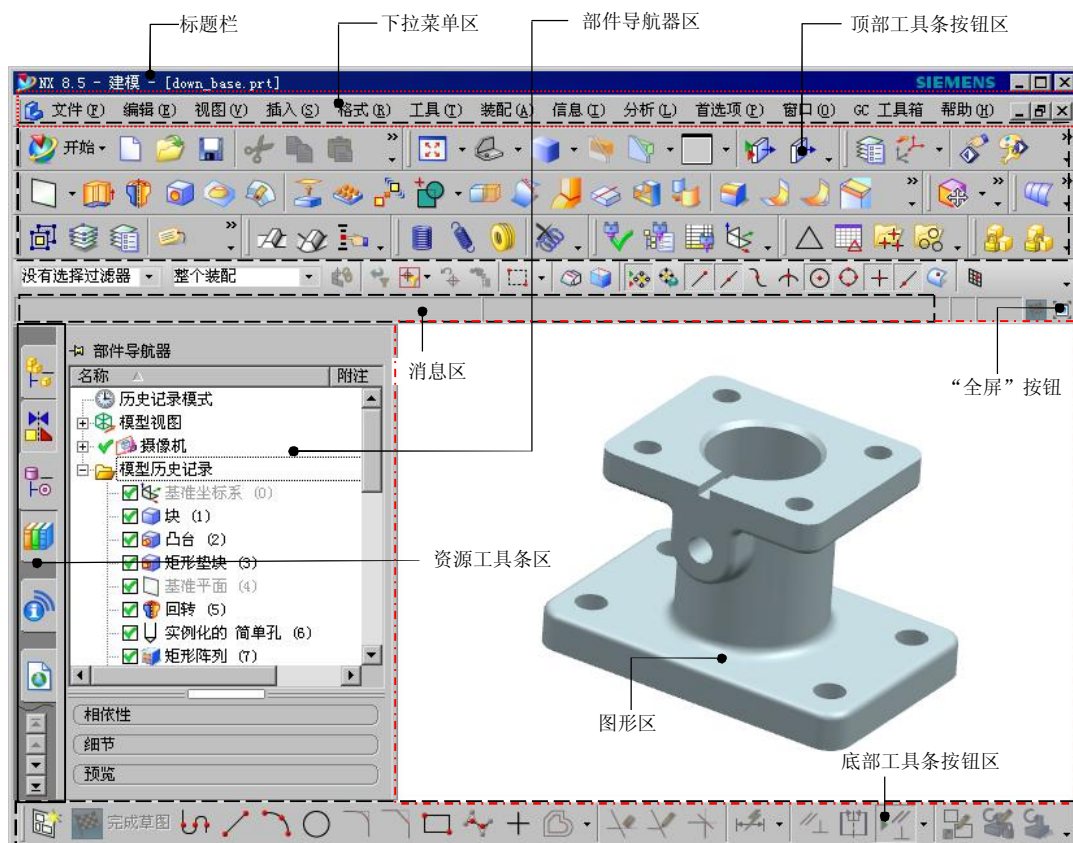 标题栏
下拉菜单区
部件导航器区
顶部工具条按钮区
NX 8.5 - 建模 - [down_base.prt]
SIEMENS
文件(F) 编辑(E) 视图(V) 插入(S) 格式(R) 工具(T) 装配(A) 信息(I) 分析(L) 首选项(P) 窗口(O) GC 工具箱 帮助(H)
开始
没有选择过滤器 整个装配
部件导航器
消息区
“全屏”按钮
名称 附注
历史记录模式
模型视图
摄像机
模型历史记录
基准坐标系 (0)
块 (1)
凸台 (2)
矩形垫块 (3)
资源工具条区
基准平面 (4)
回转 (5)
实例化的 简单孔 (6)
矩形阵列 (7)
相依性
图形区
细节
底部工具条按钮区
预览
完成草图